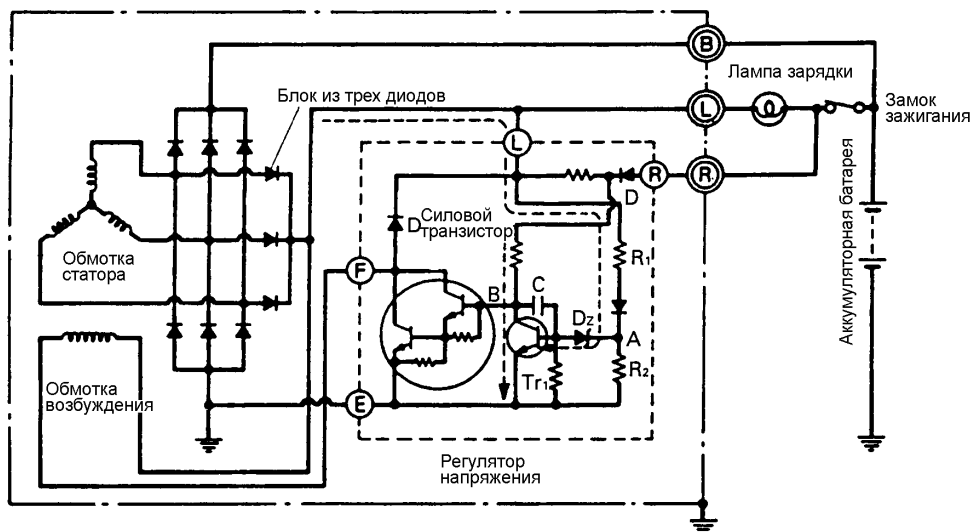 B
Лампа зарядки
Блок из трех диодов
L
Замок
зажигания
L
R
R
D
Силовой
транзистор
D
Обмотка
статора
R1
F
B
C
Dz
A
Tr1
R2
Обмотка
возбуждения
E
Регулятор
напряжения
Аккумуляторная батарея